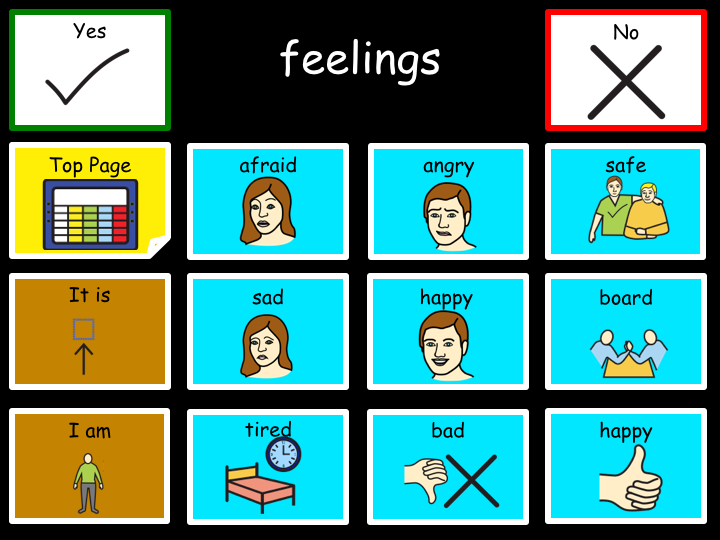 Yes
feelings
No
Top Page
afraid
angry
safe
It is
sad
happy
board
I am
tired
bad
happy